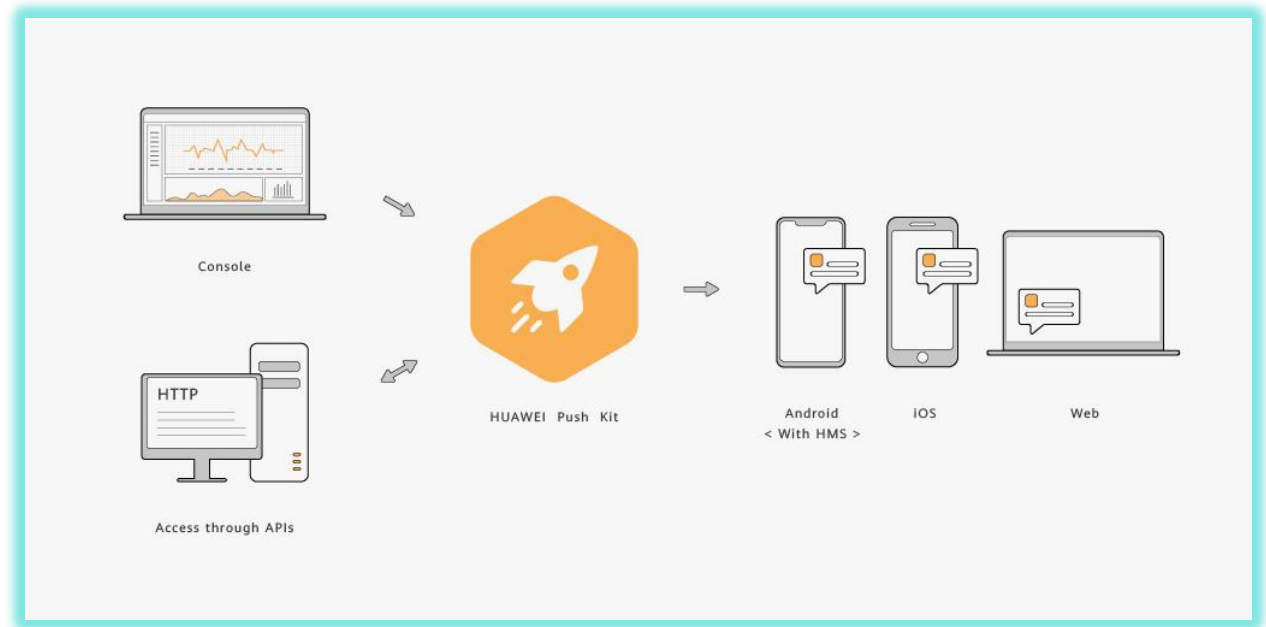 Console
HTTP
Access through APIs
HUAWEI Push Kit
Android
< With HMS >
iOS
Web